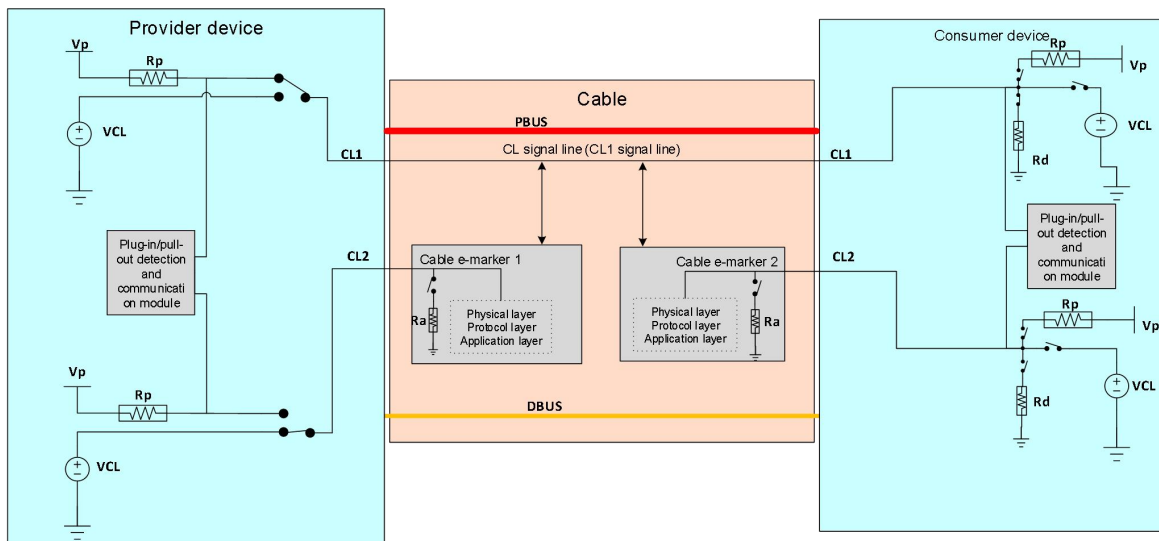 Provider device
Vp
Rp
VCL
CL1
Plug-in/pull-
out detection
and
communicati
on module
CL2
Vp
Rp
VCL
Cable
PBUS
CL signal line (CL1 signal line)
Cable e-marker 1
Ra
Physical layer
Protocol layer
Application layer
Cable e-marker 2
Physical layer
Protocol layer
Application layer
Ra
DBUS
Consumer device
Rp
Vp
VCL
Rd
CL1
Plug-in/pull-
out detection
and
communicati
on module
CL2
Rp
Vp
VCL
Rd